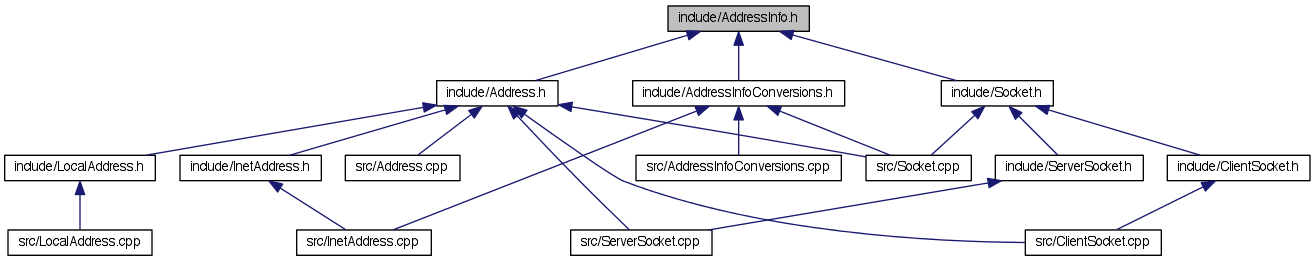 include/AddressInfo.h
include/Address.h
include/AddressInfoConversions.h
include/Socket.h
include/LocalAddress.h
include/InetAddress.h
src/Address.cpp
src/AddressInfoConversions.cpp
src/Socket.cpp
include/ServerSocket.h
include/ClientSocket.h
src/LocalAddress.cpp
src/InetAddress.cpp
src/ServerSocket.cpp
src/ClientSocket.cpp